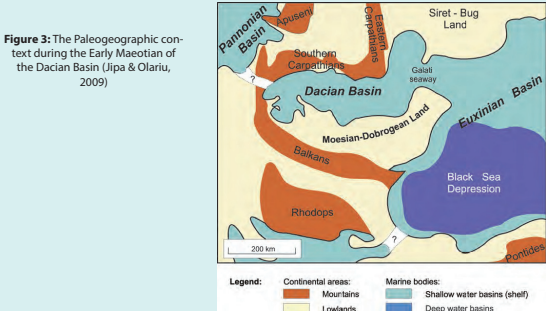 Figure 3: The Paleogeographic con-
text during the Early Maeotian of
the Dacian Basin (Jipa & Olariu,
2009)
Pannonian
Basin
Apuseni
Eastern
Carpathians
Siret - Bug
Land
Southern
Carpathians
Galati
seaway
?
Dacian Basin
Euxinian Basin
Moesian-Dobrogean Land
Balkans
Black Sea
Depression
Rhodops
?
200 km
Pontides
Legend:
Continental areas:
Marine bodies:
Mountains
Shallow water basins (shelf)
Lowlands
Deep water basins